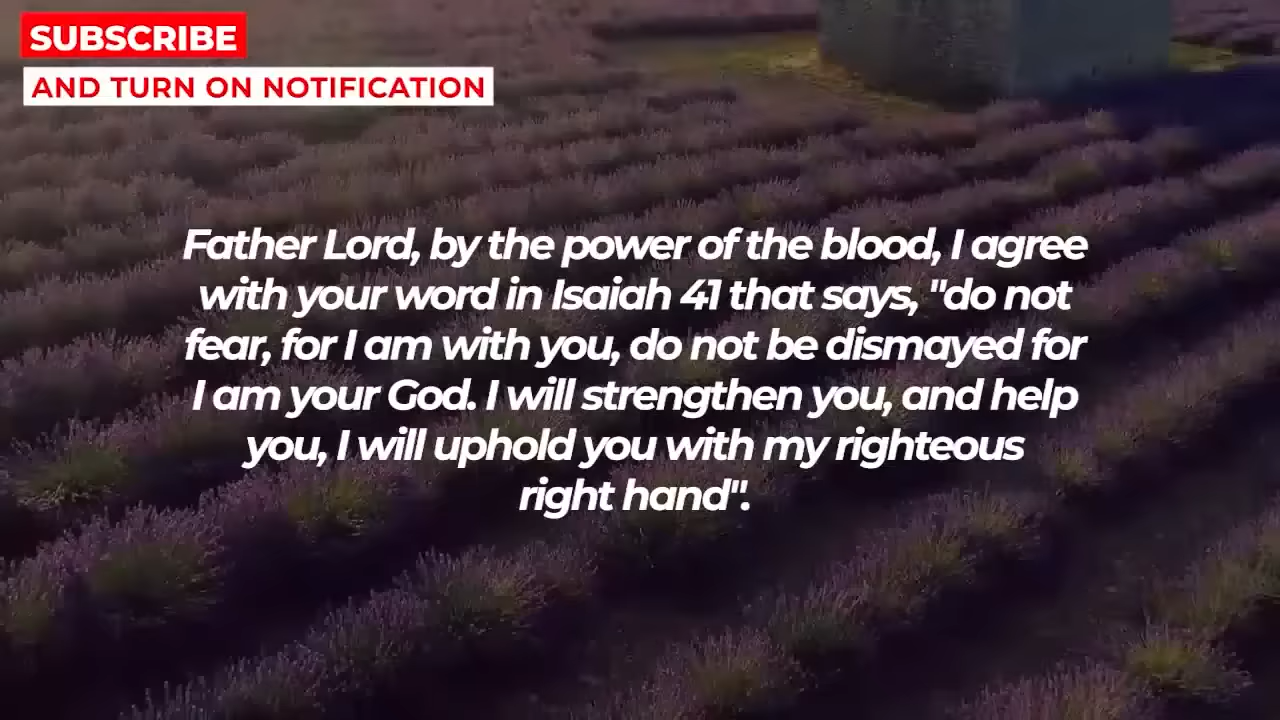 SUBSCRIBE
AND TURN ON NOTIFICATION
Father Lord, by the power of the blood, I agree
with your word in Isaiah 41 that says, "do not
fear, for I am with you, do not be dismayed for
I am your God. I will strengthen you, and help
you, I will uphold you with my righteous
right hand".